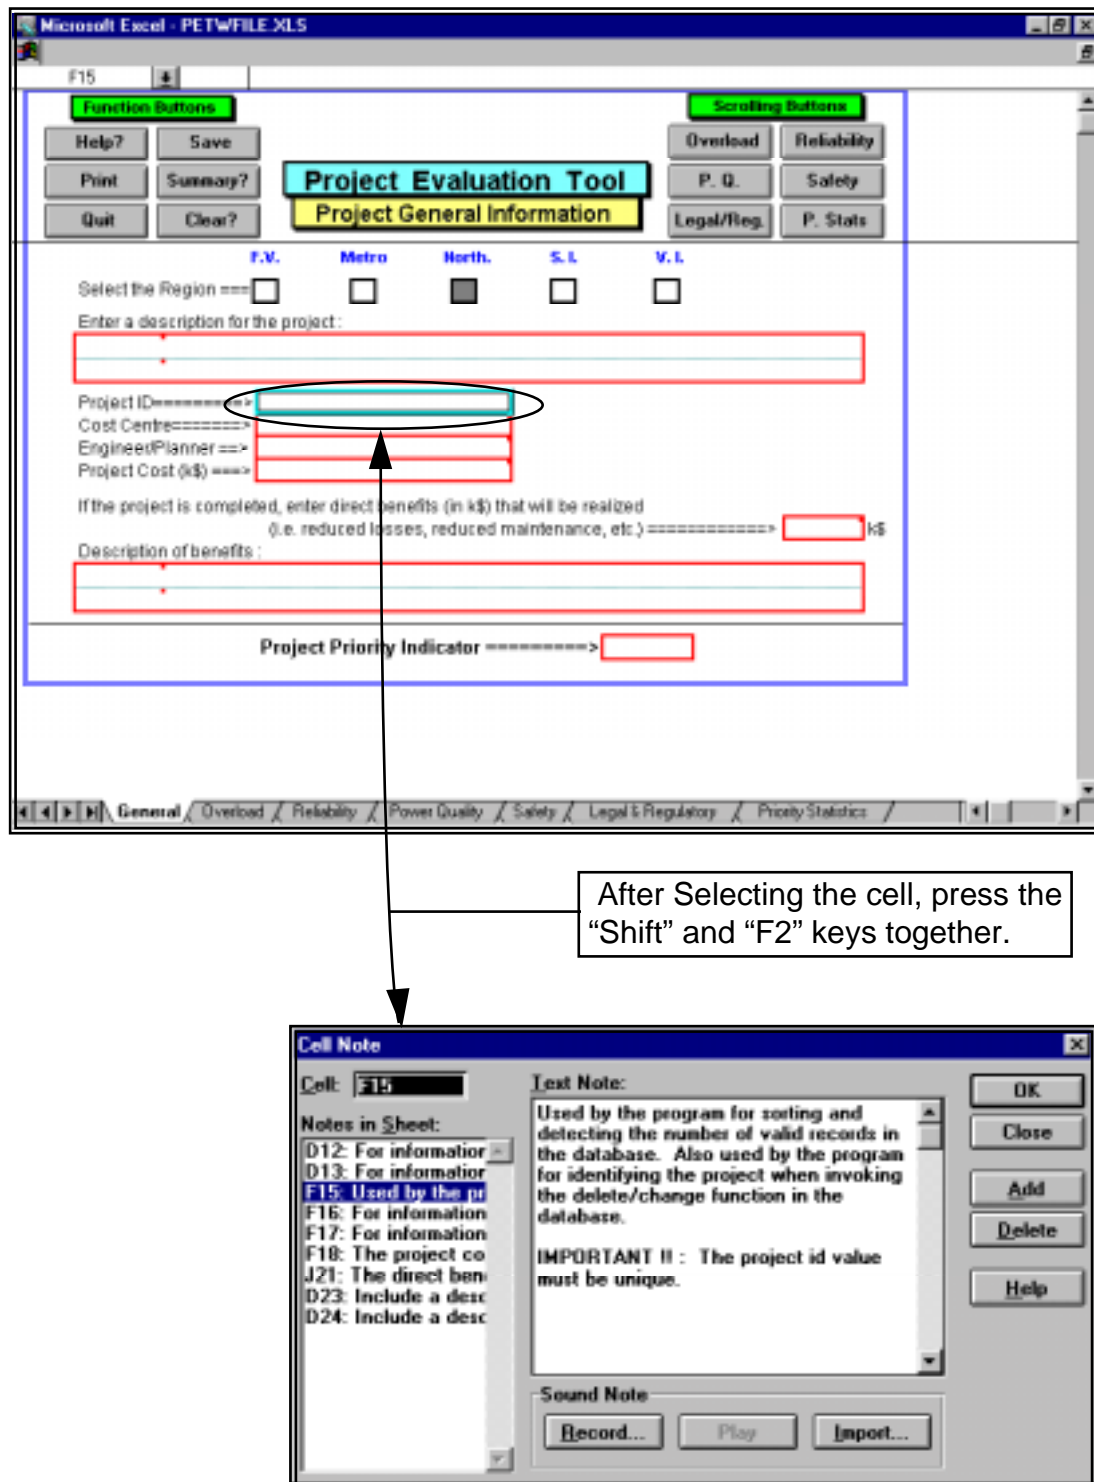 Microsoft Excel - PETWFILE.XLS
F15
Function Buttons
Scrolling Buttons
Help? Save
Overload Reliability
Print Summary?
Project Evaluation Tool
P. Q. Safety
Quit Clear?
Project General Information
Legal/Reg. P. Stats
F.V. Metro North. S. I. V. I.
Select the Region ===
Enter a description for the project :
Project ID=========>
Cost Centre=======>
Engineer/Planner ==>
Project Cost (k$) ===>
If the project is completed, enter direct benefits (in k$) that will be realized
(i.e. reduced losses, reduced maintenance, etc.) ============> k$
Description of benefits :
Project Priority Indicator =========>
General Overload Reliability Power Quality Safety Legal & Regulatory Priority Statistics
After Selecting the cell, press the
“Shift” and “F2” keys together.
Cell Note
Cell: F15
Text Note:
OK
Close
Add
Delete
Help
Notes in Sheet:
D12: For information
D13: For information
F15: Used by the pr
F16: For information
F17: For information
F18: The project co
J21: The direct ben
D23: Include a desc
D24: Include a desc
Used by the program for sorting and
detecting the number of valid records in
the database. Also used by the program
for identifying the project when invoking
the delete/change function in the
database.
IMPORTANT !! : The project id value
must be unique.
Sound Note
Record... Play Import...